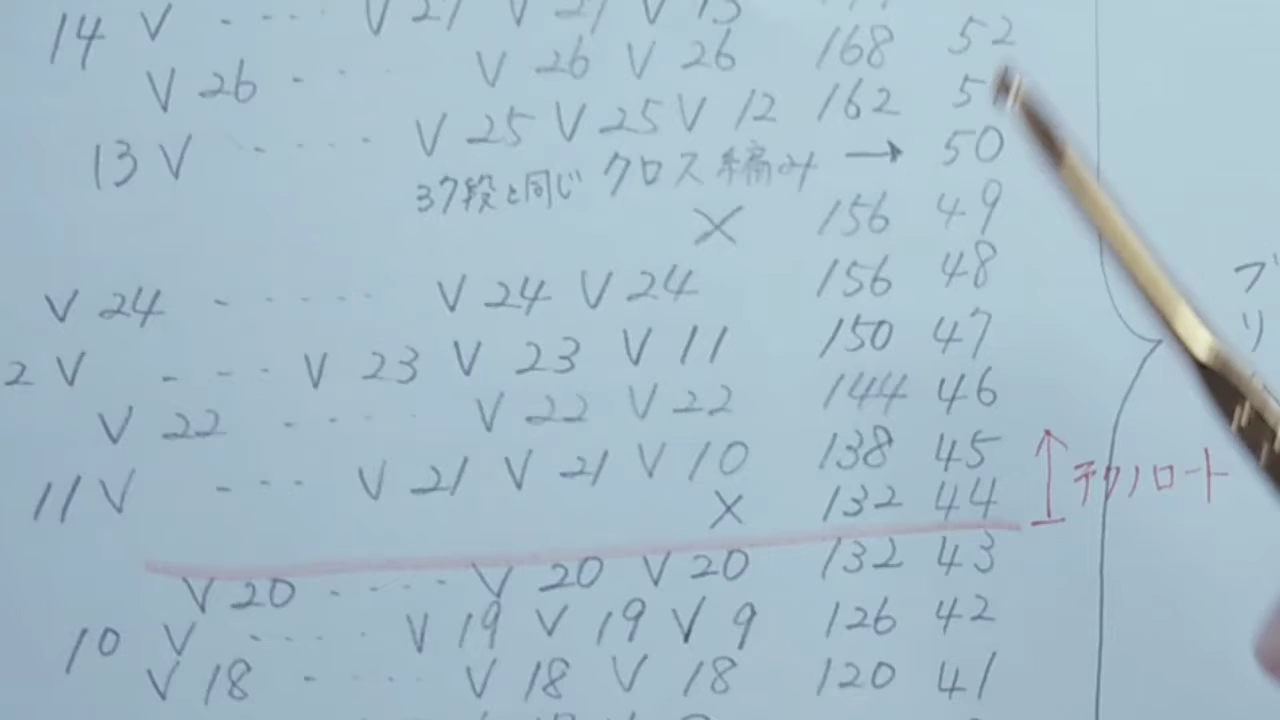 14 V ‥‥ V 27 V 27 V 13
V 26 ‥‥ V 26 V 26 168 52
13 V ‥‥ V 25 V 25 V 12 162
37段と同じ クロス編み → 50
X 156 49
V 24 ‥‥ V 24 V 24 156 48
2 V ‥‥ V 23 V 23 V 11 150 47
V 22 ‥‥ V 22 V 22 144 46
11 V ‥‥ V 21 V 21 V 10 138 45
X 132 44
テクノロート
V 20 ‥‥ V 20 V 20 132 43
10 V ‥‥ V 19 V 19 V 9 126 42
V 18 ‥‥ V 18 V 18 120 41